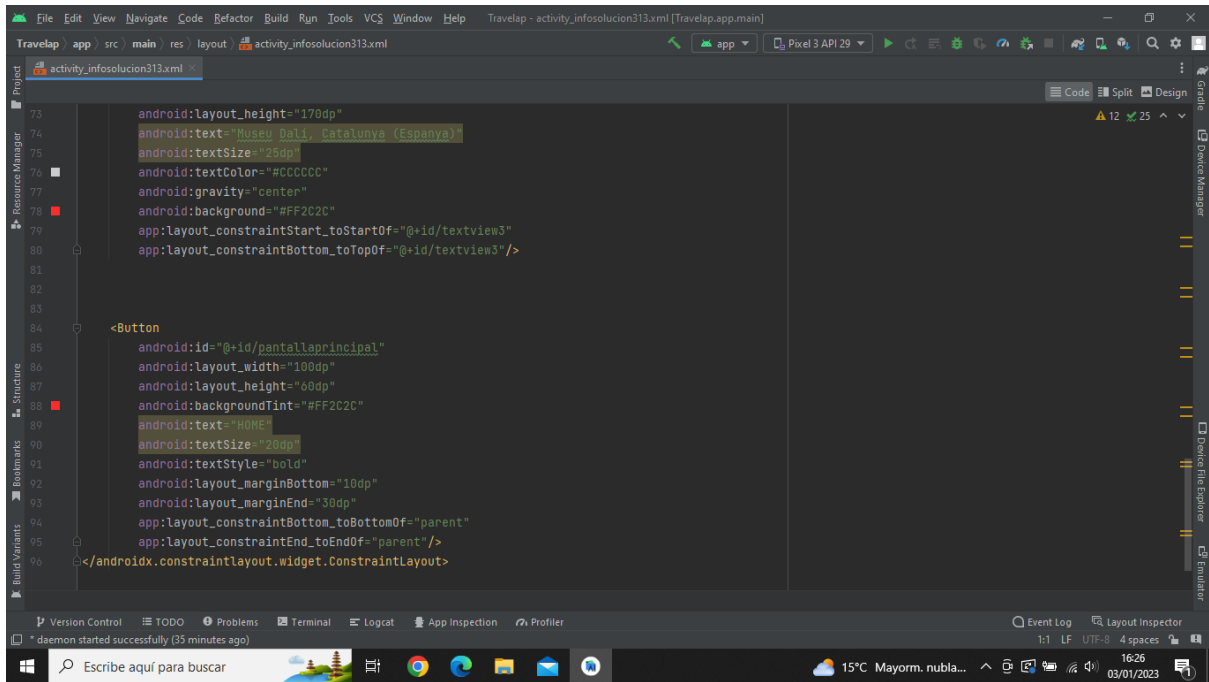 File Edit View Navigate Code Refactor Build Run Tools VCS Window Help Travelap - activity_infosolucion313.xml [Travelap.app.main]
Travelap app src main res layout activity_infosolucion313.xml app Pixel 3 API 29
activity_infosolucion313.xml
Code Split Design
12 25
Project
Resource Manager
Structure
Bookmarks
Build Variants
73 android:layout_height="170dp"
74 android:text="Museu Dalí, Catalunya (Espanya)"
75 android:textSize="25dp"
76 android:textColor="#CCCCCC"
77 android:gravity="center"
78 android:background="#FF2C2C"
79 app:layout_constraintStart_toStartOf="@+id/textview3"
80 app:layout_constraintBottom_toTopOf="@+id/textview3"/>
81
82
83
84 <Button
85 android:id="@+id/pantallaprincipal"
86 android:layout_width="100dp"
87 android:layout_height="60dp"
88 android:backgroundTint="#FF2C2C"
89 android:text="HOME"
90 android:textSize="20dp"
91 android:textStyle="bold"
92 android:layout_marginBottom="10dp"
93 android:layout_marginEnd="30dp"
94 app:layout_constraintBottom_toBottomOf="parent"
95 app:layout_constraintEnd_toEndOf="parent"/>
96 </androidx.constraintlayout.widget.ConstraintLayout>
Gradle
Device Manager
Device File Explorer
Emulator
Version Control TODO Problems Terminal Logcat App Inspection Profiler Event Log Layout Inspector
* daemon started successfully (35 minutes ago) 1:1 LF UTF-8 4 spaces
Escribe aquí para buscar 15°C Mayorm. nubla... 16:26
03/01/2023
1